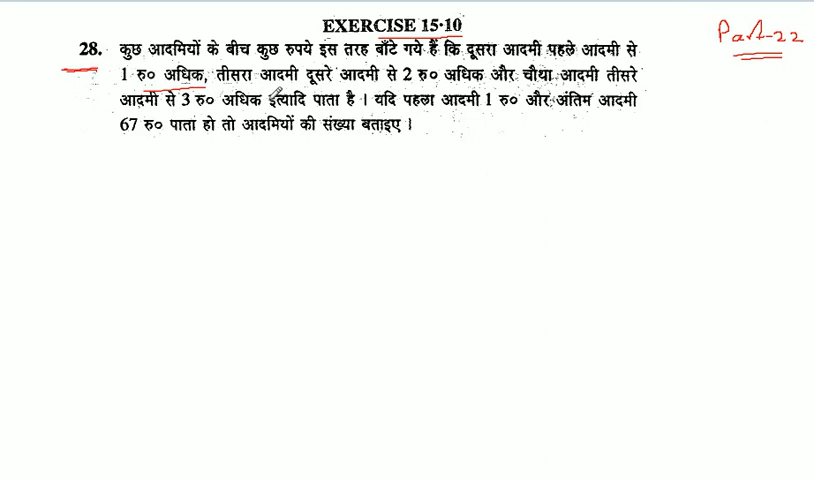 EXERCISE 15·10
Part-22
28. कुछ आदमियों के बीच कुछ रुपये इस तरह बाँटे गये हैं कि दूसरा आदमी पहले आदमी से
1 रु० अधिक, तीसरा आदमी दूसरे आदमी से 2 रु० अधिक और चौथा आदमी तीसरे
आदमी से 3 रु० अधिक इत्यादि पाता है । यदि पहला आदमी 1 रु० और अंतिम आदमी
67 रु० पाता हो तो आदमियों की संख्या बताइए ।